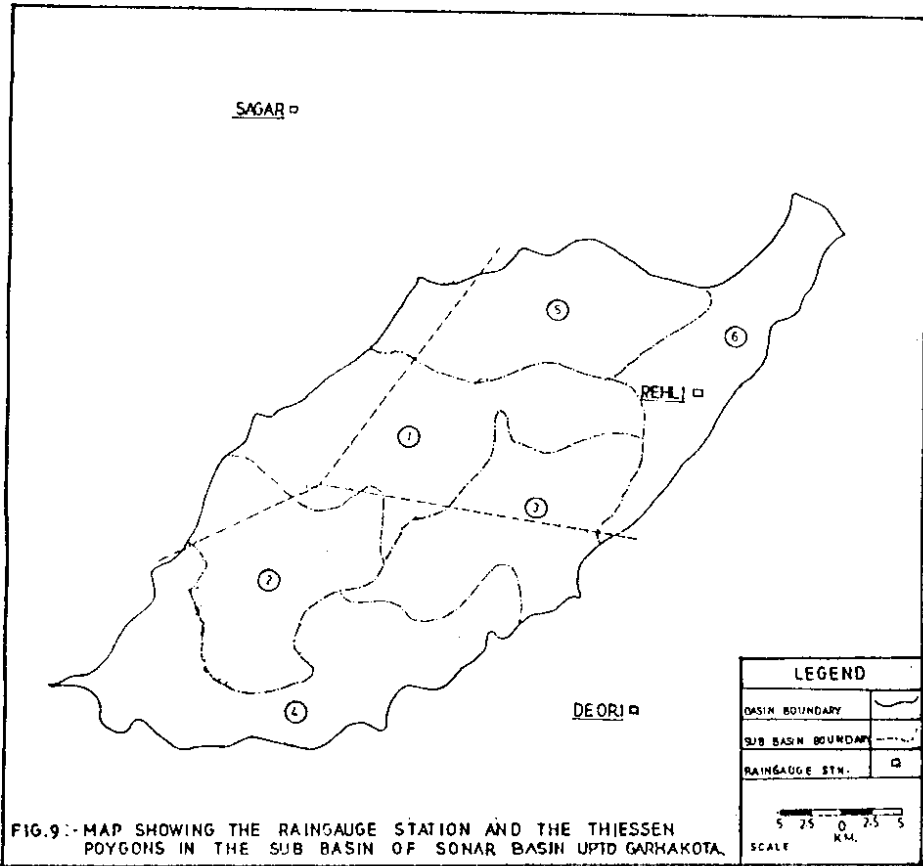 SAGAR
5
6
REHLI
1
3
2
4
DEORI
LEGEND
BASIN BOUNDARY
SUB BASIN BOUNDARY
RAINGAUGE STN.
5 2.5 0 2.5 5
KM.
SCALE
FIG.9:- MAP SHOWING THE RAINGAUGE STATION AND THE THIESSEN
POYGONS IN THE SUB BASIN OF SONAR BASIN UPTO GARHAKOTA.